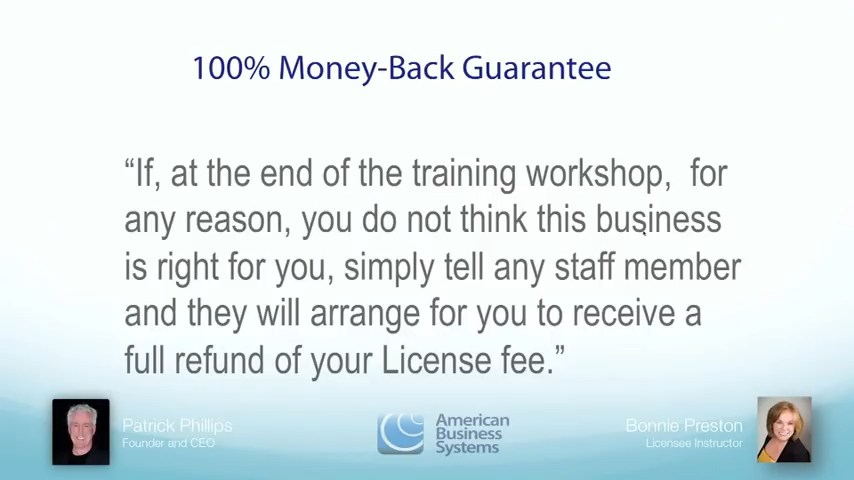 100% Money-Back Guarantee
“If, at the end of the training workshop, for
any reason, you do not think this business
is right for you, simply tell any staff member
and they will arrange for you to receive a
full refund of your License fee.”
Patrick Phillips
Founder and CEO
American
Business
Systems
Bonnie Preston
Licensee Instructor